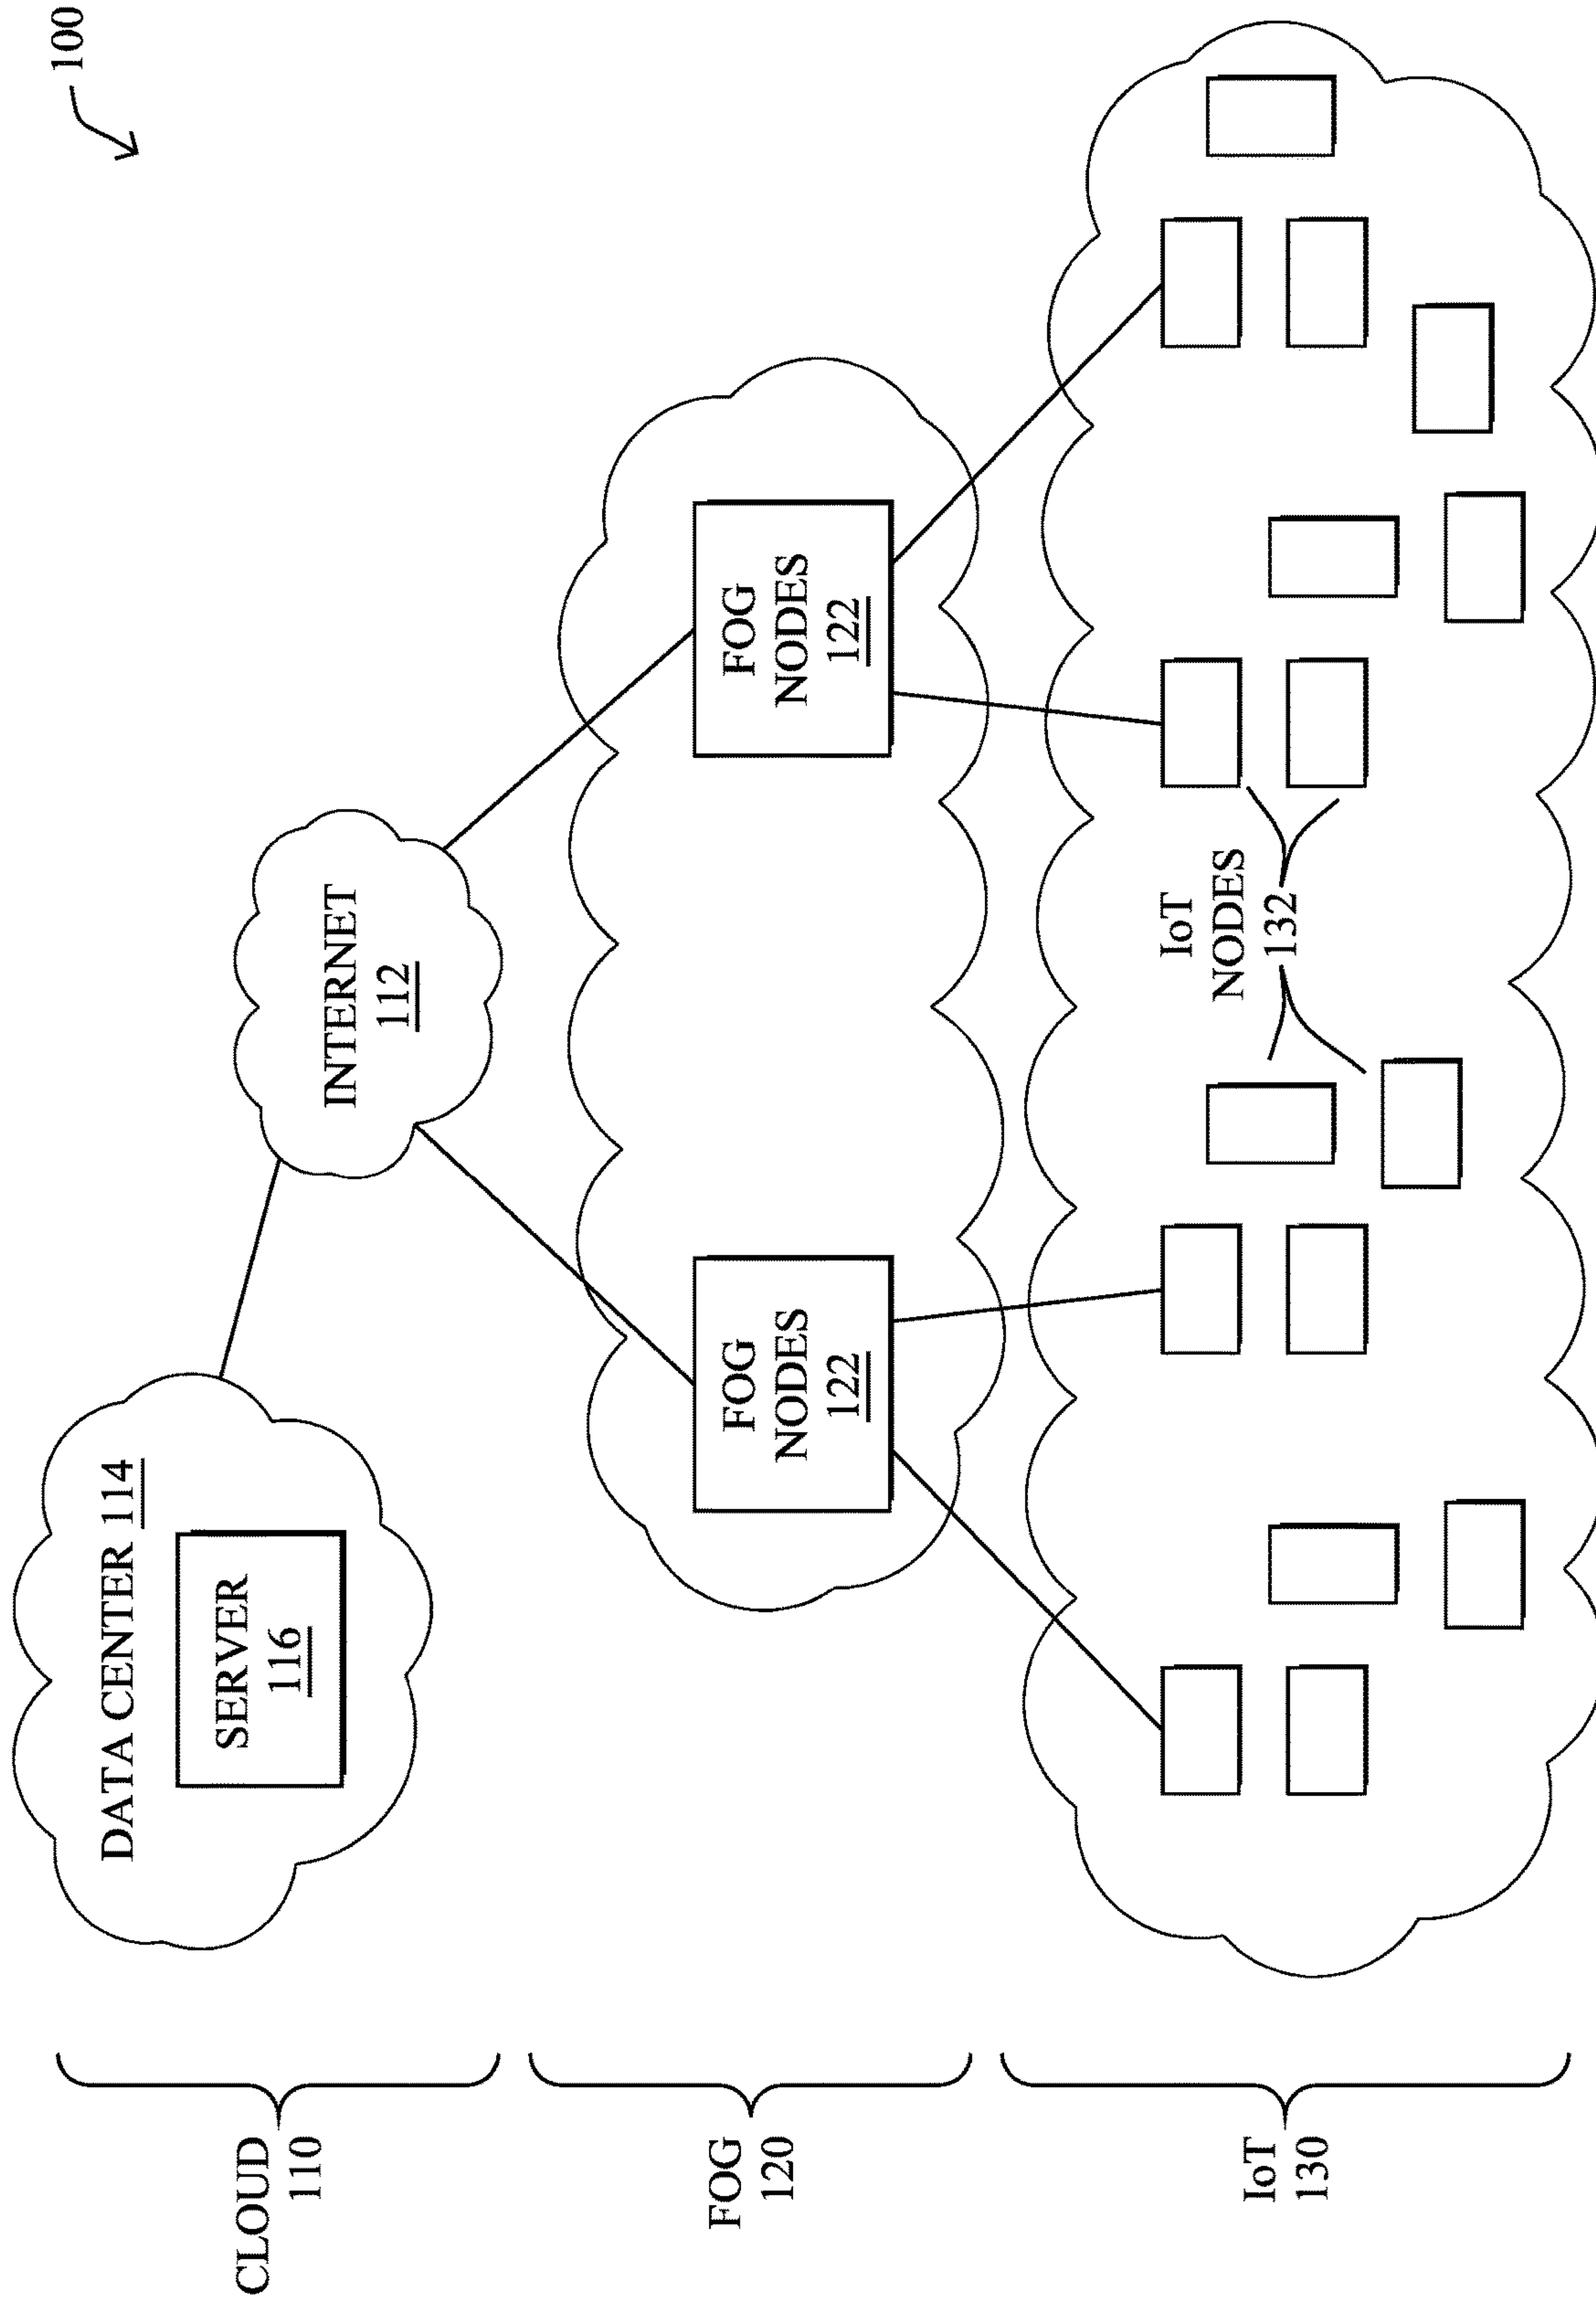 100
CLOUD
110
DATA CENTER 114
SERVER
116
INTERNET
112
FOG
120
FOG
NODES
122
FOG
NODES
122
IoT
130
IoT
NODES
132